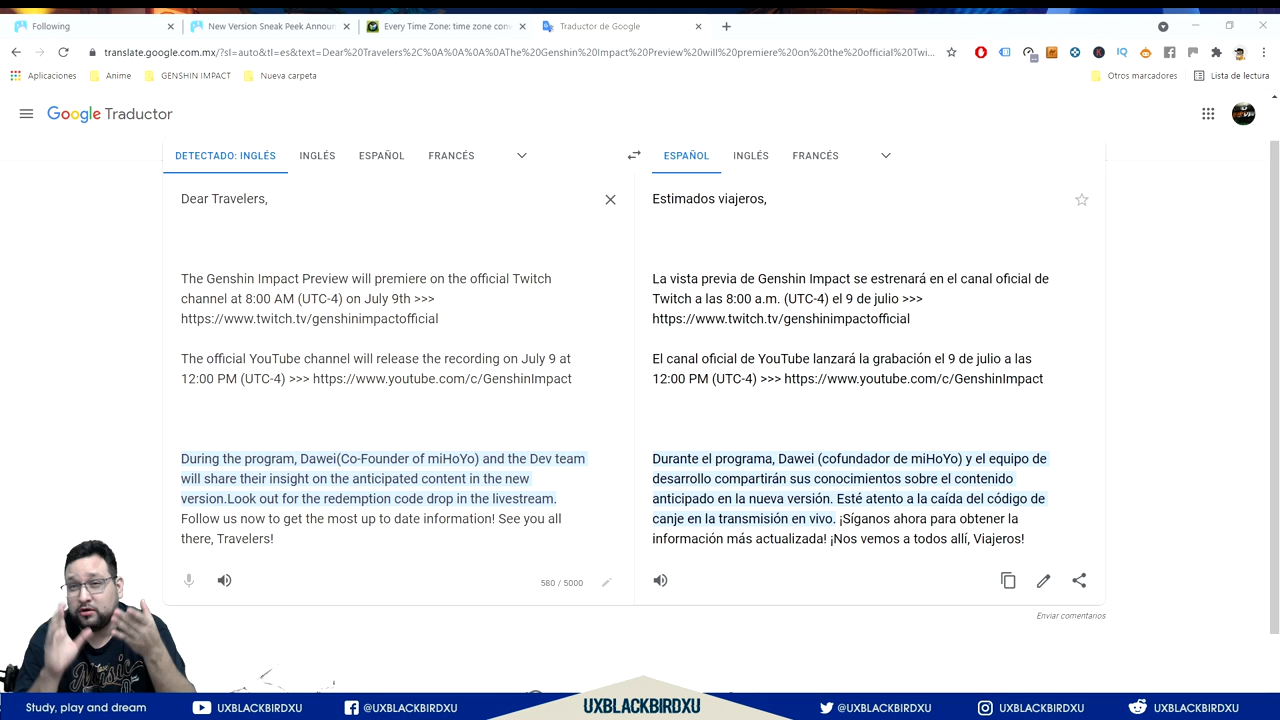 Following
New Version Sneak Peek Announ
Every Time Zone: time zone conv
Traductor de Google
translate.google.com.mx/?sl=auto&tl=es&text=Dear%20Travelers%2C%0A%0A%0A%0AThe%20Genshin%20Impact%20Preview%20will%20premiere%20on%20the%20official%20Twi...
Aplicaciones
Anime
GENSHIN IMPACT
Nueva carpeta
Otros marcadores
Lista de lectura
Google Traductor
DETECTADO: INGLÉS
INGLÉS
ESPAÑOL
FRANCÉS
ESPAÑOL
INGLÉS
FRANCÉS
Dear Travelers,
The Genshin Impact Preview will premiere on the official Twitch
channel at 8:00 AM (UTC-4) on July 9th >>>
https://www.twitch.tv/genshinimpactofficial
The official YouTube channel will release the recording on July 9 at
12:00 PM (UTC-4) >>> https://www.youtube.com/c/GenshinImpact
During the program, Dawei(Co-Founder of miHoYo) and the Dev team
will share their insight on the anticipated content in the new
version.Look out for the redemption code drop in the livestream.
Follow us now to get the most up to date information! See you all
there, Travelers!
580 / 5000
Estimados viajeros,
La vista previa de Genshin Impact se estrenará en el canal oficial de
Twitch a las 8:00 a.m. (UTC-4) el 9 de julio >>>
https://www.twitch.tv/genshinimpactofficial
El canal oficial de YouTube lanzará la grabación el 9 de julio a las
12:00 PM (UTC-4) >>> https://www.youtube.com/c/GenshinImpact
Durante el programa, Dawei (cofundador de miHoYo) y el equipo de
desarrollo compartirán sus conocimientos sobre el contenido
anticipado en la nueva versión. Esté atento a la caída del código de
canje en la transmisión en vivo. ¡Síganos ahora para obtener la
información más actualizada! ¡Nos vemos a todos allí, Viajeros!
Enviar comentarios
Music
Study, play and dream
UXBLACKBIRDXU
@UXBLACKBIRDXU
UXBLACKBIRDXU
@UXBLACKBIRDXU
UXBLACKBIRDXU
UXBLACKBIRDXU